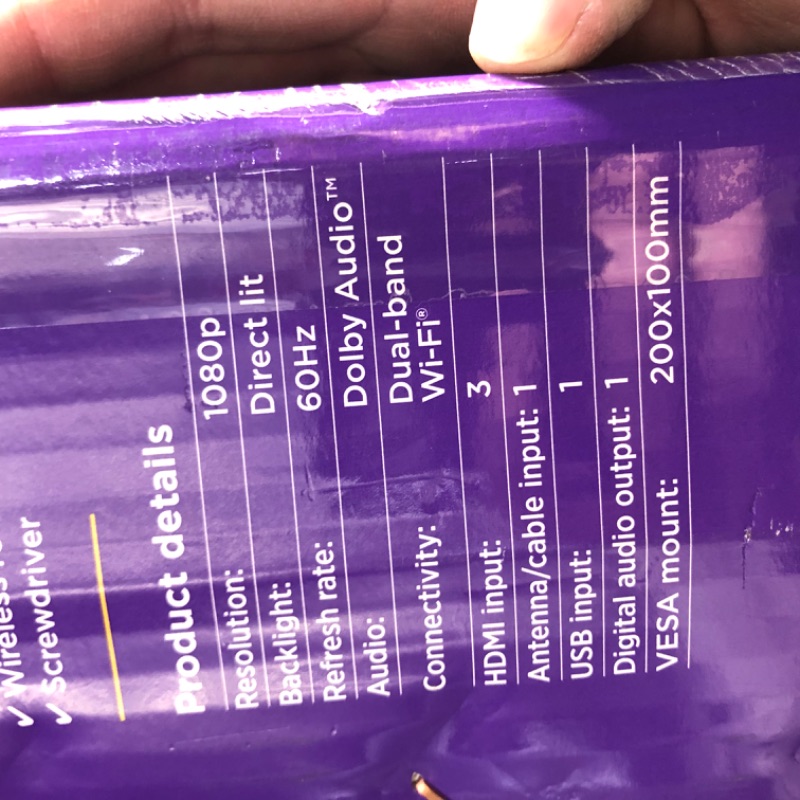 ✓ Wireless
✓ Screwdriver
Product details
Resolution: 1080p
Backlight: Direct lit
Refresh rate: 60Hz
Audio: Dolby Audio™
Connectivity: Dual-band
Wi-Fi®
HDMI input: 3
Antenna/cable input: 1
USB input: 1
Digital audio output: 1
VESA mount: 200x100mm